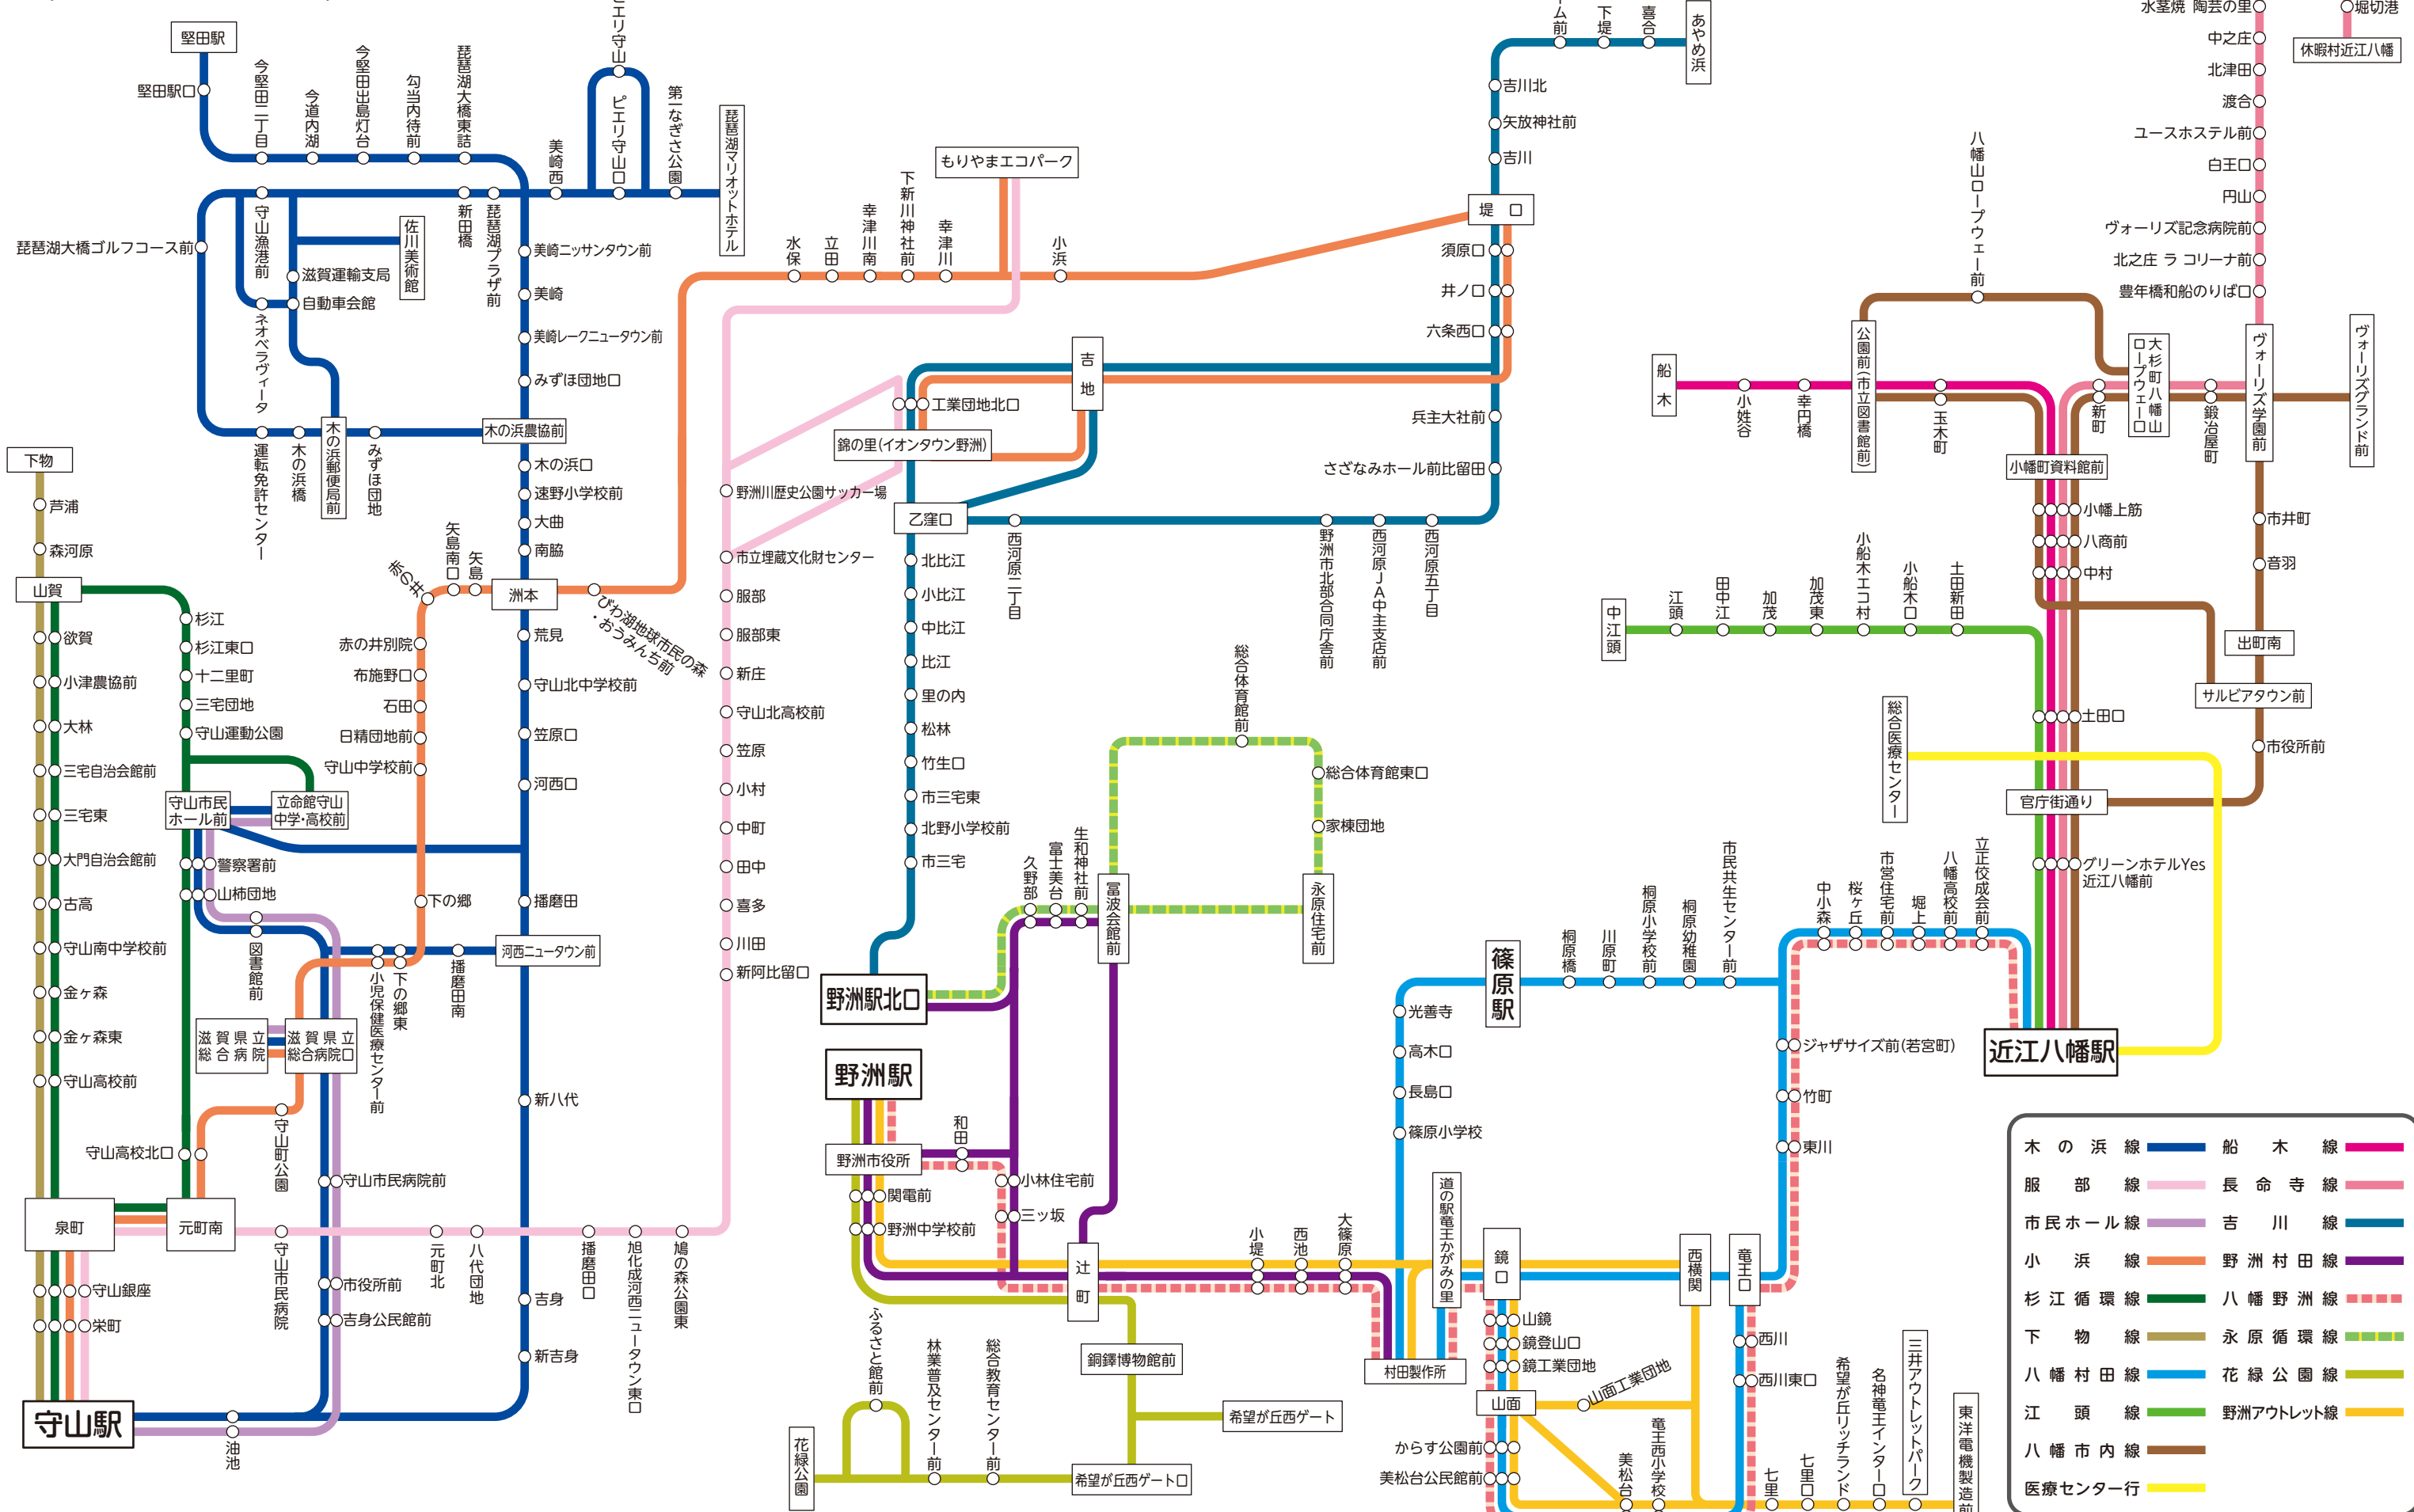 堅田駅
堅田駅口
今堅田二丁目
今道内湖
今堅田出島灯台
勾当内待前
琵琶湖大橋東詰
美崎西
ピエリ守山
ピエリ守山口
第一なぎさ公園
琵琶湖マリオットホテル
琵琶湖大橋ゴルフコース前
守山漁港前
新田橋
琵琶湖プラザ前
佐川美術館
滋賀運輸支局
自動車会館
ネオベラヴィータ
美崎ニッサンタウン前
美崎
美崎レークニュータウン前
みずほ団地口
運転免許センター
木の浜橋
木の浜郵便局前
みずほ団地
木の浜農協前
木の浜口
速野小学校前
大曲
南脇
洲本
荒見
守山北中学校前
笠原口
河西口
播磨田
河西ニュータウン前
新八代
吉身
新吉身
下物
芦浦
森河原
山賀
欲賀
小津農協前
大林
三宅自治会館前
三宅東
大門自治会館前
古高
守山南中学校前
金ヶ森
金ヶ森東
守山高校前
泉町
守山銀座
栄町
守山駅
油池
杉江
杉江東口
十二里町
三宅団地
守山運動公園
守山市民
ホール前
立命館守山
中学・高校前
警察署前
山柿団地
図書館前
滋賀県立
総合病院
滋賀県立
総合病院口
小児保健医療センター前
下の郷東
播磨田南
守山高校北口
守山町公園
元町南
守山市民病院前
市役所前
吉身公民館前
矢島南口
矢島
赤の井
赤の井別院
布施野口
石田
日精団地前
守山中学校前
下の郷
びわ湖地球市民の森
・おうみんち前
水保
立田
幸津川南
下新川神社前
幸津川
もりやまエコパーク
小浜
野洲川歴史公園サッカー場
市立埋蔵文化財センター
服部
服部東
新庄
守山北高校前
笠原
小村
中町
田中
喜多
川田
新阿比留口
守山市民病院
元町北
八代団地
播磨田口
旭化成河西ニュータウン東口
鳩の森公園東
ーム前
下堤
喜合
あやめ浜
吉川北
矢放神社前
吉川
堤口
須原口
井ノ口
六条西口
兵主大社前
さざなみホール前比留田
吉地
工業団地北口
錦の里(イオンタウン野洲)
乙窪口
西河原二丁目
野洲市北部合同庁舎前
西河原JA中主支店前
西河原五丁目
北比江
小比江
中比江
比江
里の内
松林
竹生口
市三宅東
北野小学校前
市三宅
野洲駅北口
久野部
富士美台
生和神社前
冨波会館前
総合体育館前
総合体育館東口
家棟団地
永原住宅前
野洲駅
野洲市役所
和田
小林住宅前
三ッ坂
関電前
野洲中学校前
辻町
小堤
西池
大篠原
銅鐸博物館前
希望が丘西ゲート
希望が丘西ゲート口
ふるさと館前
林業普及センター前
総合教育センター前
花緑公園
村田製作所
道の駅竜王かがみの里
鏡口
西横関
竜王口
山鏡
鏡登山口
鏡工業団地
山面
山面工業団地
からす公園前
美松台公民館前
美松台
竜王西小学校
西川
西川東口
七里
七里口
希望が丘リッチランド
名神竜王インター口
三井アウトレットパーク
東洋電機製造前
篠原駅
光善寺
高木口
長島口
篠原小学校
桐原橋
川原町
桐原小学校前
桐原幼稚園
市民共生センター前
中小森
桜ヶ丘
市営住宅前
堀上
八幡高校前
立正佼成会前
ジャザサイズ前(若宮町)
竹町
東川
近江八幡駅
水茎焼 陶芸の里
中之庄
北津田
渡合
ユースホステル前
白王口
円山
ヴォーリズ記念病院前
北之庄 ラ コリーナ前
豊年橋和船のりば口
堀切港
休暇村近江八幡
八幡山ロープウェー前
公園前(市立図書館前)
大杉町八幡山
ロープウェー口
ヴォーリズ学園前
ヴォーリズグランド前
船木
小姓谷
幸円橋
玉木町
新町
鍛冶屋町
小幡町資料館前
小幡上筋
八商前
中村
市井町
音羽
出町南
サルビアタウン前
市役所前
中江頭
江頭
田中江
加茂
加茂東
小船木エコ村
小船木口
土田新田
土田口
総合医療センター
官庁街通り
グリーンホテルYes
近江八幡前
木の浜線
船木線
服部線
長命寺線
市民ホール線
吉川線
小浜線
野洲村田線
杉江循環線
八幡野洲線
下物線
永原循環線
八幡村田線
花緑公園線
江頭線
野洲アウトレット線
八幡市内線
医療センター行